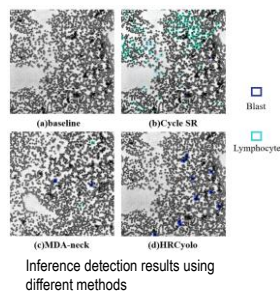 (a)baseline
(b)Cycle SR
Blast
Lymphocyte
(c)MDA-neck
(d)HRCyolo
Inference detection results using
different methods